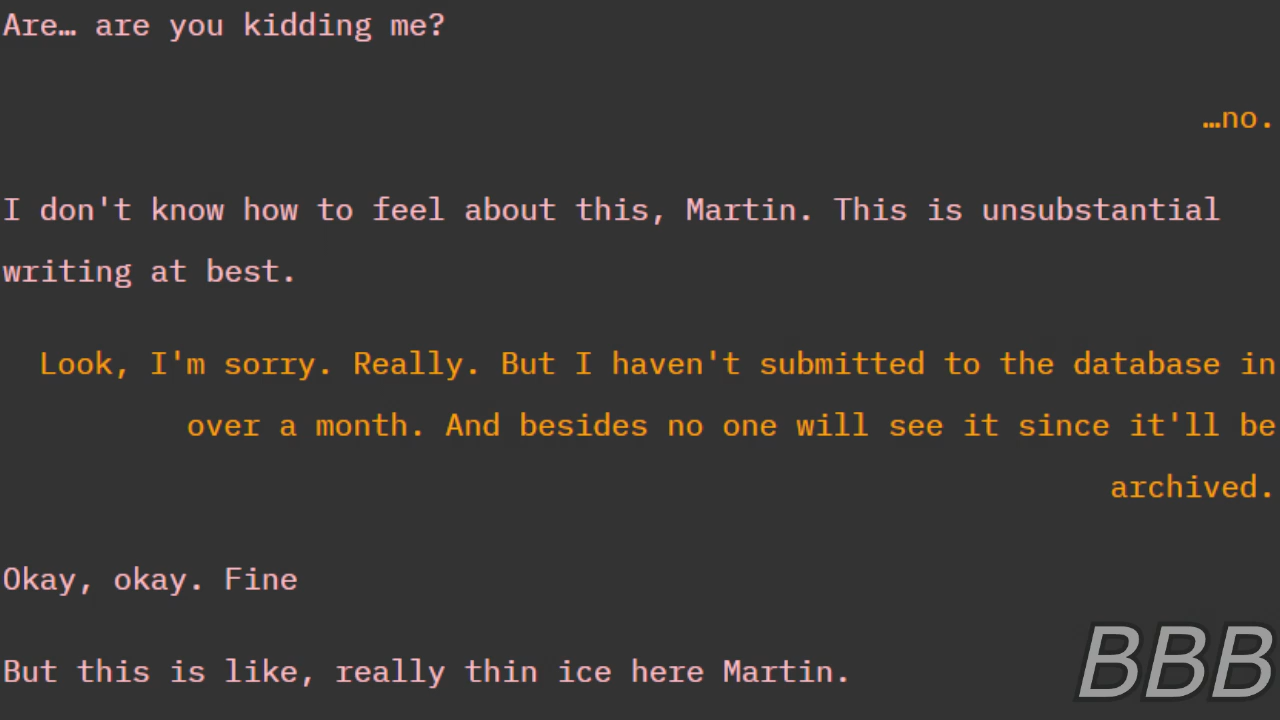 Are… are you kidding me?
…no.
I don't know how to feel about this, Martin. This is unsubstantial
writing at best.
Look, I'm sorry. Really. But I haven't submitted to the database in
over a month. And besides no one will see it since it'll be
archived.
Okay, okay. Fine
But this is like, really thin ice here Martin.
BBB